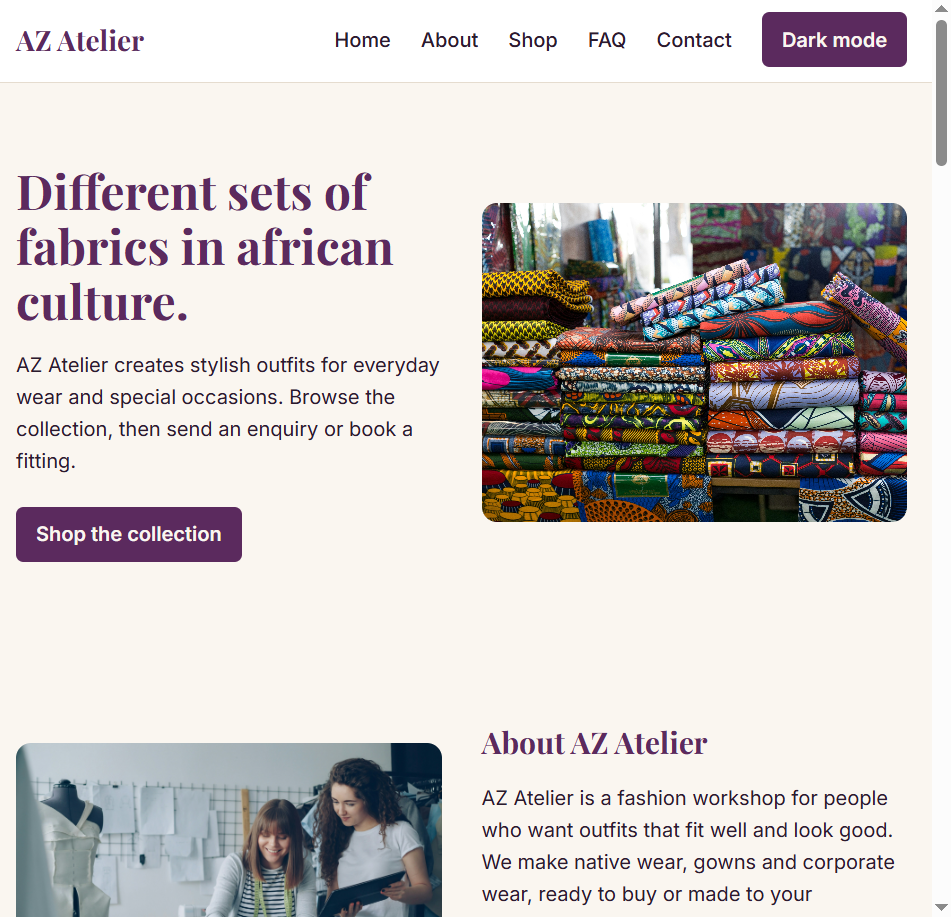 AZ Atelier
Home About Shop FAQ Contact Dark mode
Different sets of
fabrics in african
culture.
AZ Atelier creates stylish outfits for everyday
wear and special occasions. Browse the
collection, then send an enquiry or book a
fitting.
Shop the collection
About AZ Atelier
AZ Atelier is a fashion workshop for people
who want outfits that fit well and look good.
We make native wear, gowns and corporate
wear, ready to buy or made to your